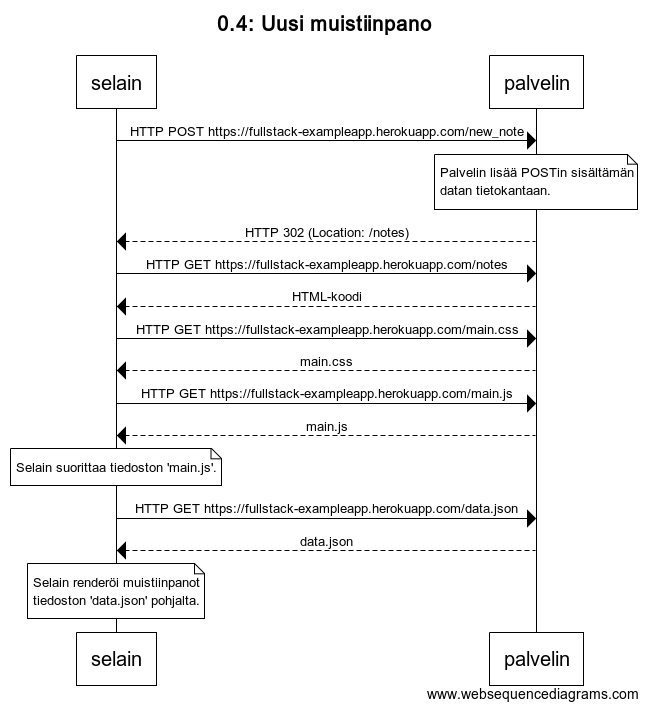 0.4: Uusi muistiinpano
selain
palvelin
HTTP POST https://fullstack-exampleapp.herokuapp.com/new_note
Palvelin lisää POSTin sisältämän
datan tietokantaan.
HTTP 302 (Location: /notes)
HTTP GET https://fullstack-exampleapp.herokuapp.com/notes
HTML-koodi
HTTP GET https://fullstack-exampleapp.herokuapp.com/main.css
main.css
HTTP GET https://fullstack-exampleapp.herokuapp.com/main.js
main.js
Selain suorittaa tiedoston 'main.js'.
HTTP GET https://fullstack-exampleapp.herokuapp.com/data.json
data.json
Selain renderöi muistiinpanot
tiedoston 'data.json' pohjalta.
selain
palvelin
www.websequencediagrams.com